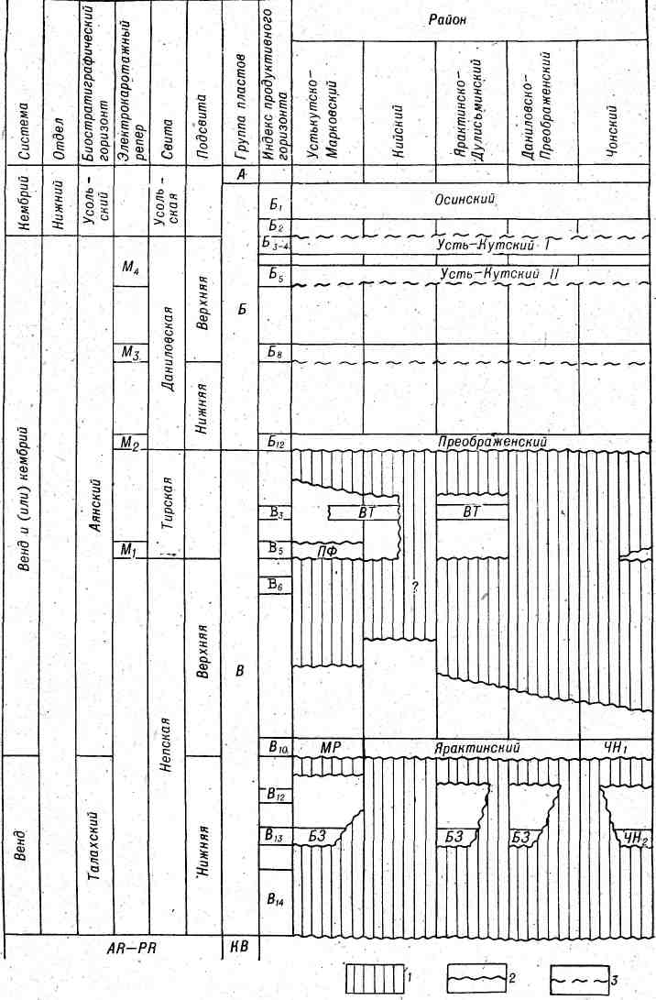 Район
Система
Отдел
Биостратиграфический
горизонт
Электрокаротажный
репер
Свита
Подсвита
Группа пластов
Индекс продуктивного
горизонта
Устькутско-
Марковский
Кийский
Ярактинско-
Дулисьминский
Даниловско-
Преображенский
Чонский
А
Кембрий
Нижний
Усоль-
ский
Усоль-
ская
Б1
Осинский
Б2
Б3-4
Усть-Кутский I
М4
Б5
Усть-Кутский II
Верхняя
Б
Даниловская
М3
Б8
Нижняя
М2
Б12
Преображенский
Венд и (или) кембрий
Аянский
Тирская
В3
ВТ
ВТ
М1
В5
ПФ
В6
?
Верхняя
В
Непская
В10
МР
Ярактинский
ЧН1
Венд
Талахский
Нижняя
В12
В13
БЗ
БЗ
БЗ
ЧН2
В14
AR–PR
КВ
1
2
3